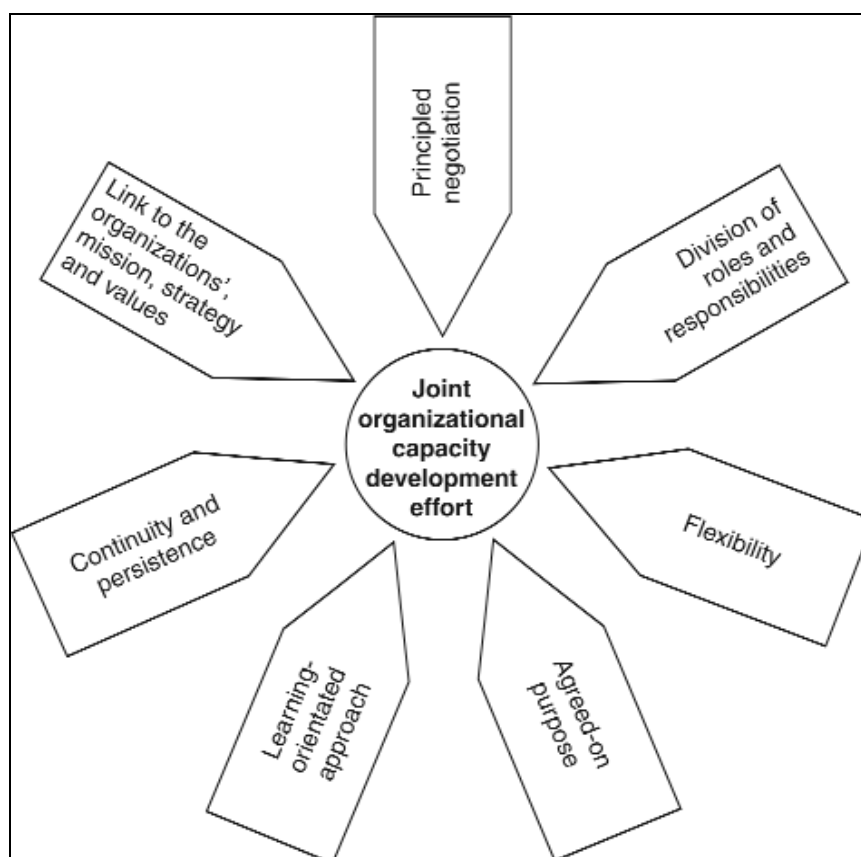 Principled
negotiation
Division of
roles and
responsibilities
Flexibility
Agreed-on
purpose
Learning-
orientated
approach
Continuity and
persistence
Link to the
organizations’,
mission, strategy
and values
Joint
organizational
capacity
development
effort